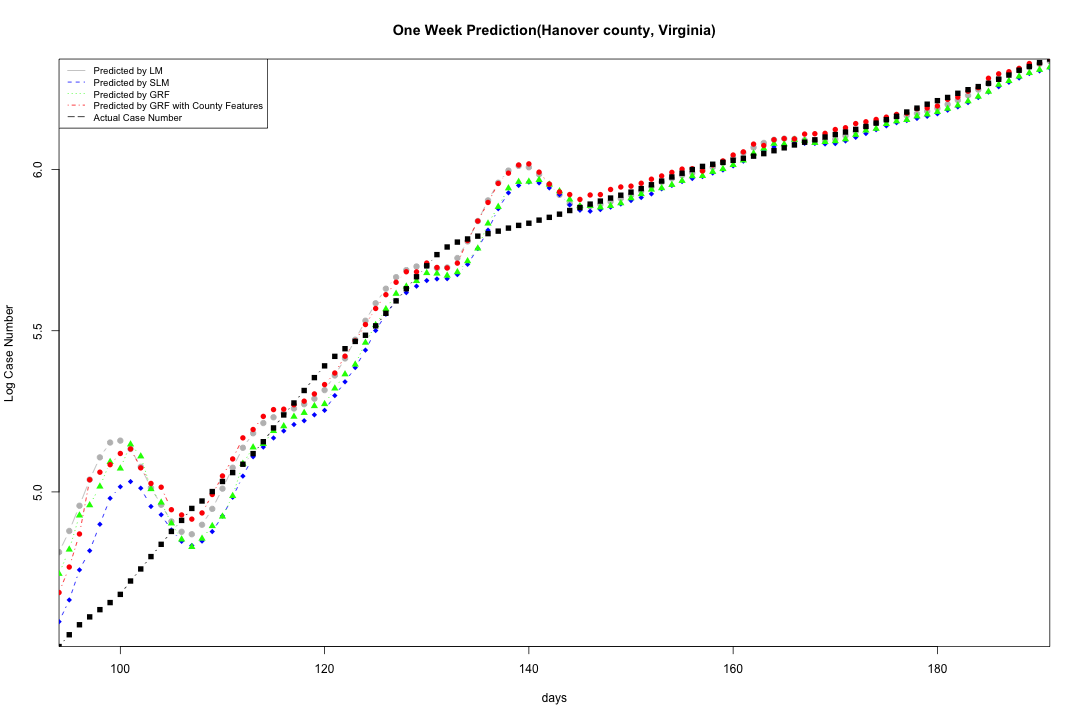 One Week Prediction(Hanover county, Virginia)
Predicted by LM
Predicted by SLM
Predicted by GRF
Predicted by GRF with County Features
Actual Case Number
Log Case Number
6.0
5.5
5.0
100
120
140
160
180
days